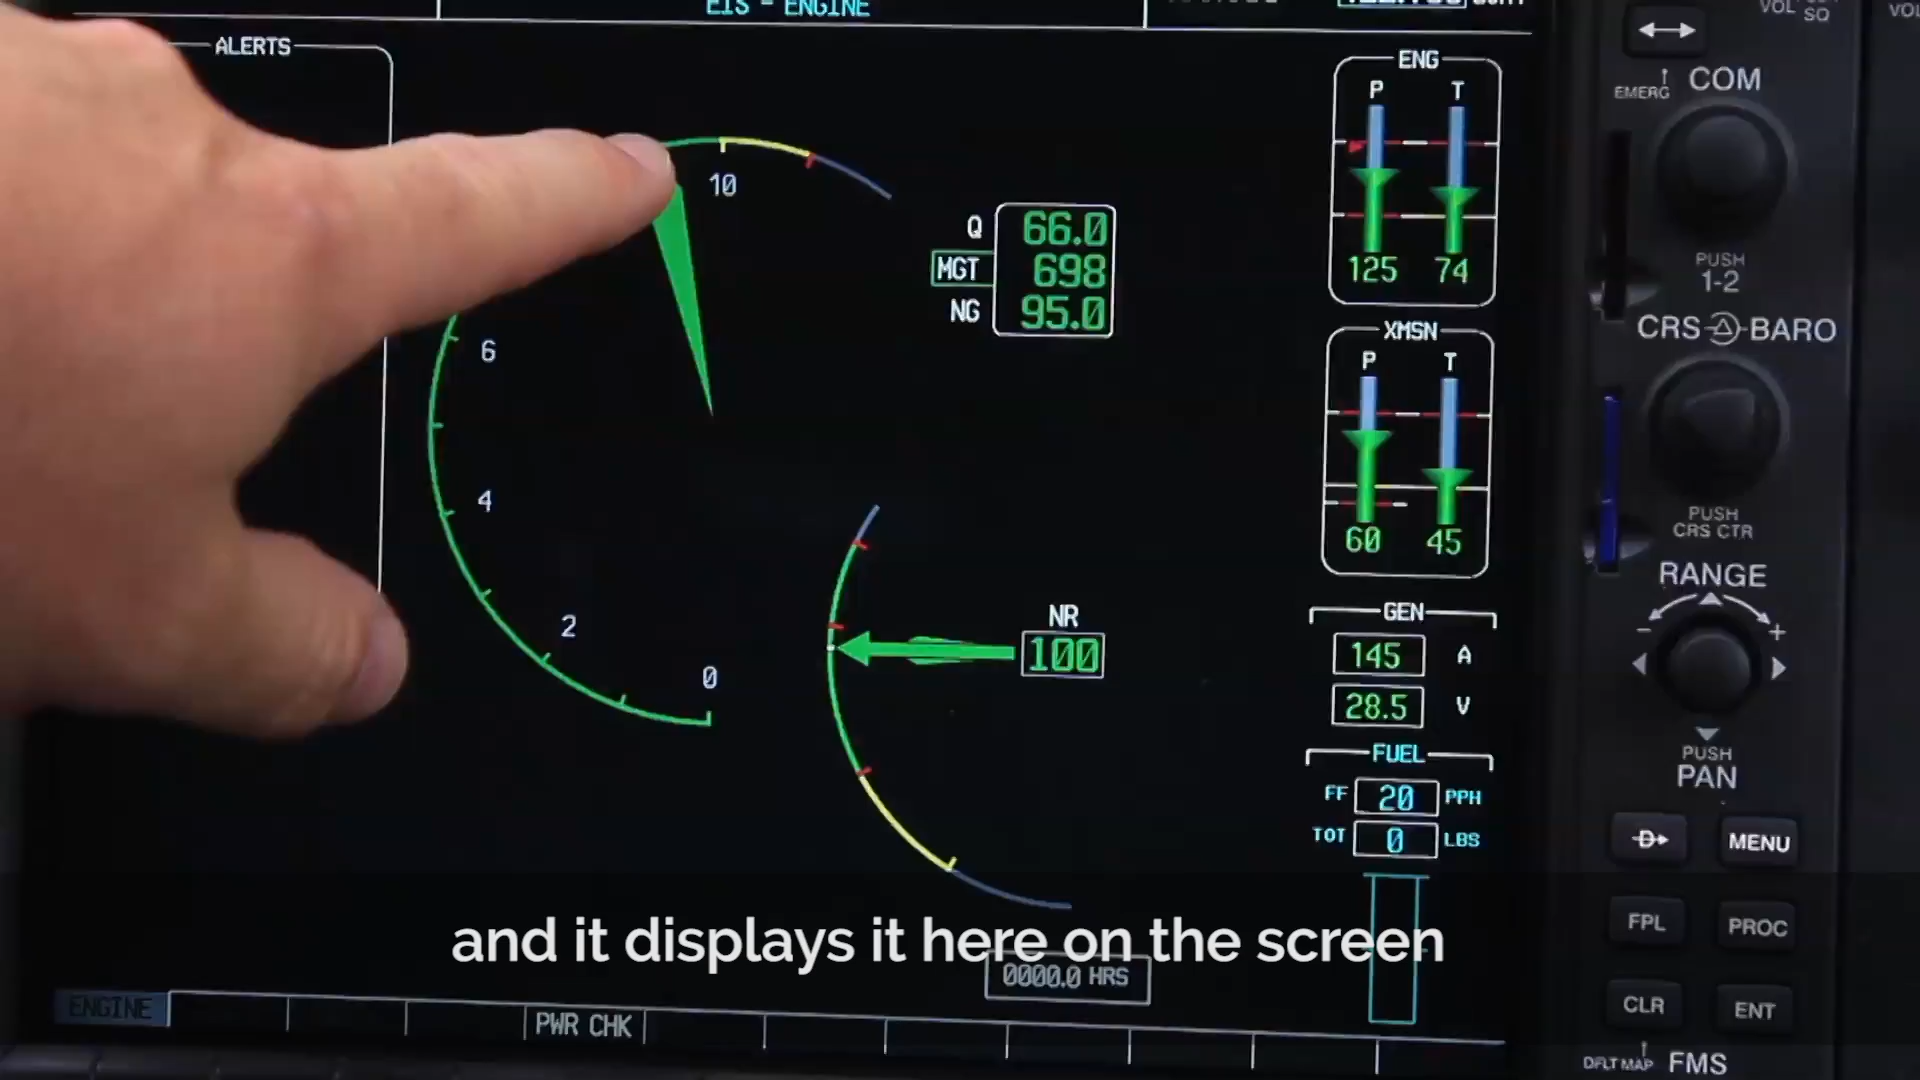 EIS - ENGINE
ALERTS
10
6
4
2
0
Q 66.0
MGT 698
NG 95.0
NR
100
ENG
P T
125 74
XMSN
P T
60 45
GEN
145 A
28.5 V
FUEL
FF 20 PPH
TOT 0 LBS
0000.0 HRS
ENGINE
PWR CHK
and it displays it here on the screen
VOL
SQ
VOL
EMERG
COM
PUSH
1-2
CRS BARO
PUSH
CRS CTR
RANGE
- +
PUSH
PAN
D MENU
FPL PROC
CLR ENT
DFLT MAP FMS